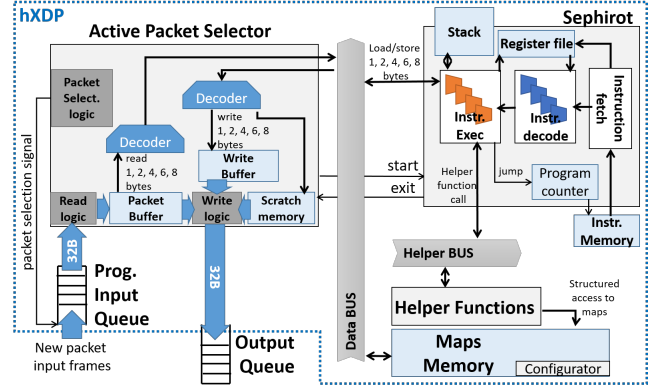 hXDP
Active Packet Selector
Sephirot
Packet
Select.
logic
Decoder
Decoder
read
1, 2, 4, 6, 8
bytes
write
1, 2, 4, 6, 8
bytes
Write
Buffer
Read
logic
Packet
Buffer
Write
logic
Scratch
memory
packet selection signal
32B
32B
Prog.
Input
Queue
New packet
input frames
Output
Queue
Data BUS
Load/store
1, 2, 4, 6, 8
bytes
start
exit
Stack
Register file
Instr.
Exec
Instr.
decode
Instruction
fetch
Helper
function
call
jump
Program
counter
Instr.
Memory
Helper BUS
Helper Functions
Structured
access to
maps
Maps
Memory
Configurator